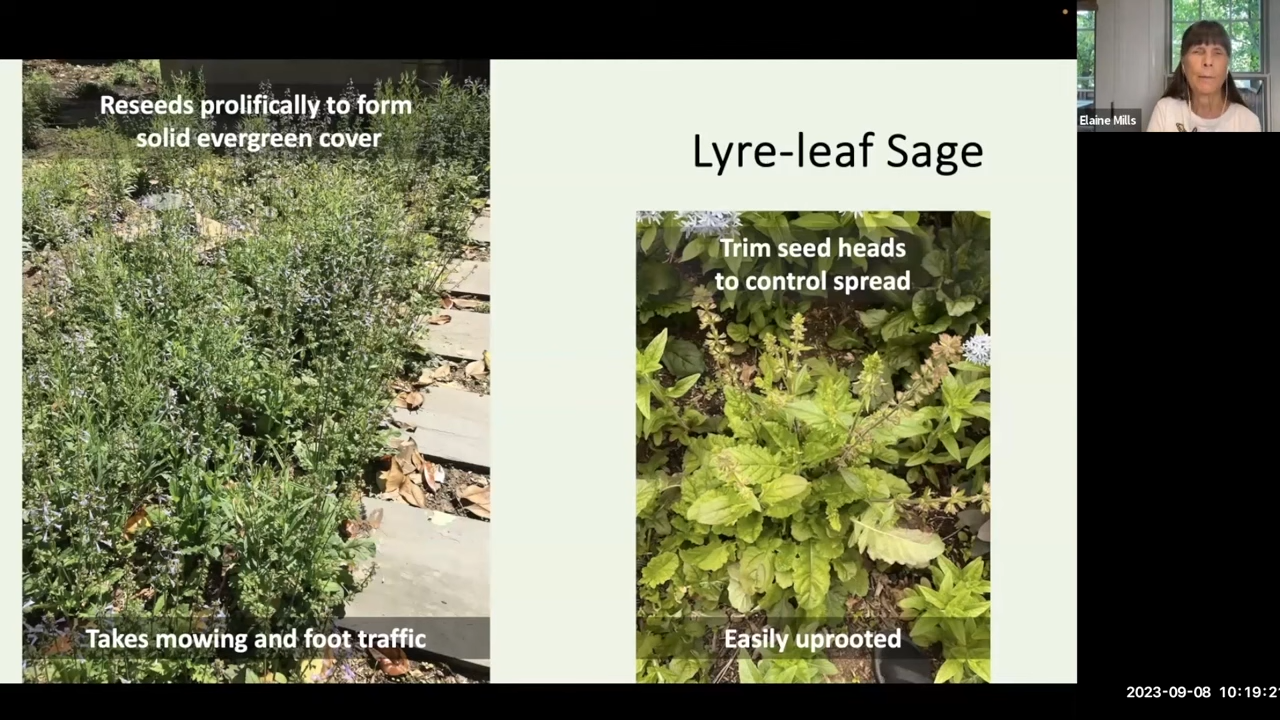 Reseeds prolifically to form
solid evergreen cover
Takes mowing and foot traffic
Lyre-leaf Sage
Trim seed heads
to control spread
Easily uprooted
Elaine Mills
2023-09-08 10:19:2